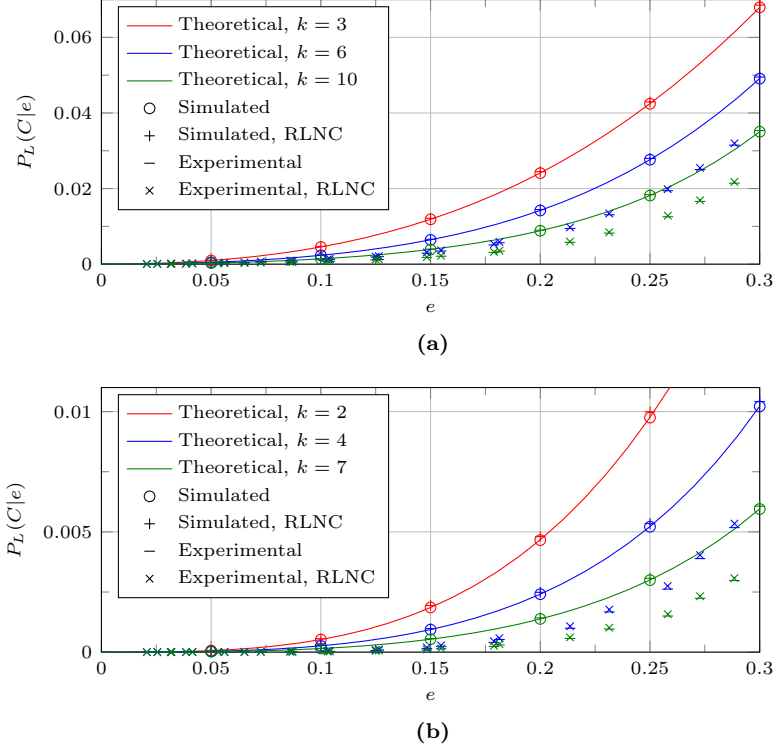 0.06
0.04
0.02
0
P_L(C|e)
Theoretical, k = 3
Theoretical, k = 6
Theoretical, k = 10
Simulated
Simulated, RLNC
Experimental
Experimental, RLNC
0 0.05 0.1 0.15 0.2 0.25 0.3
e
(a)
0.01
0.005
0
P_L(C|e)
Theoretical, k = 2
Theoretical, k = 4
Theoretical, k = 7
Simulated
Simulated, RLNC
Experimental
Experimental, RLNC
0 0.05 0.1 0.15 0.2 0.25 0.3
e
(b)